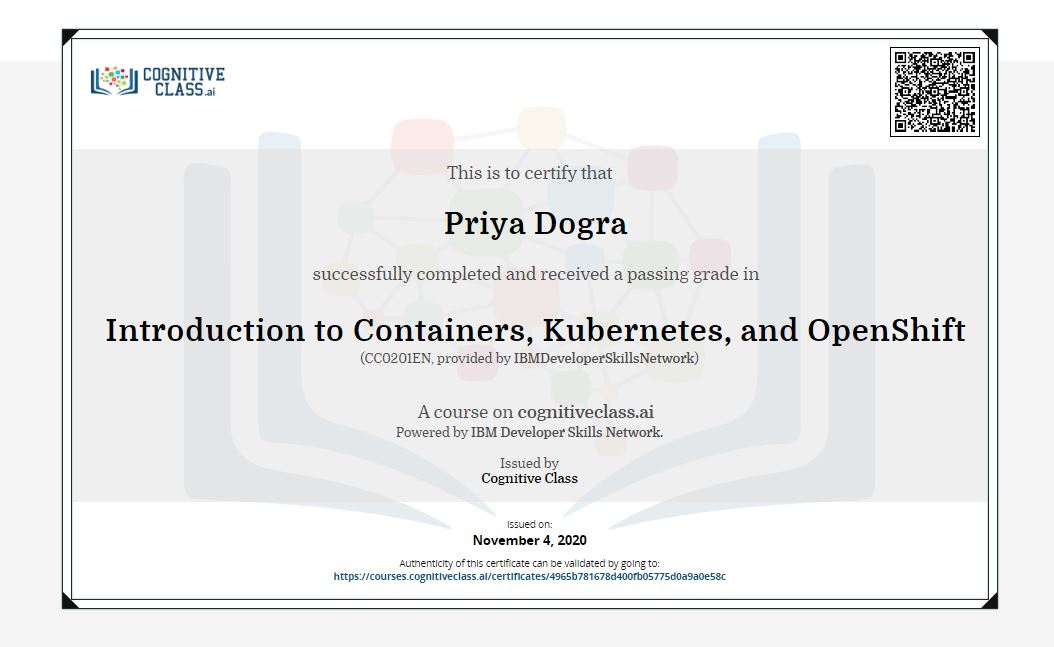 COGNITIVE
CLASS.ai
This is to certify that
Priya Dogra
successfully completed and received a passing grade in
Introduction to Containers, Kubernetes, and OpenShift
(CC0201EN, provided by IBMDeveloperSkillsNetwork)
A course on cognitiveclass.ai
Powered by IBM Developer Skills Network.
Issued by
Cognitive Class
Issued on:
November 4, 2020
Authenticity of this certificate can be validated by going to:
https://courses.cognitiveclass.ai/certificates/4965b781678d400fb05775d0a9a0e58c